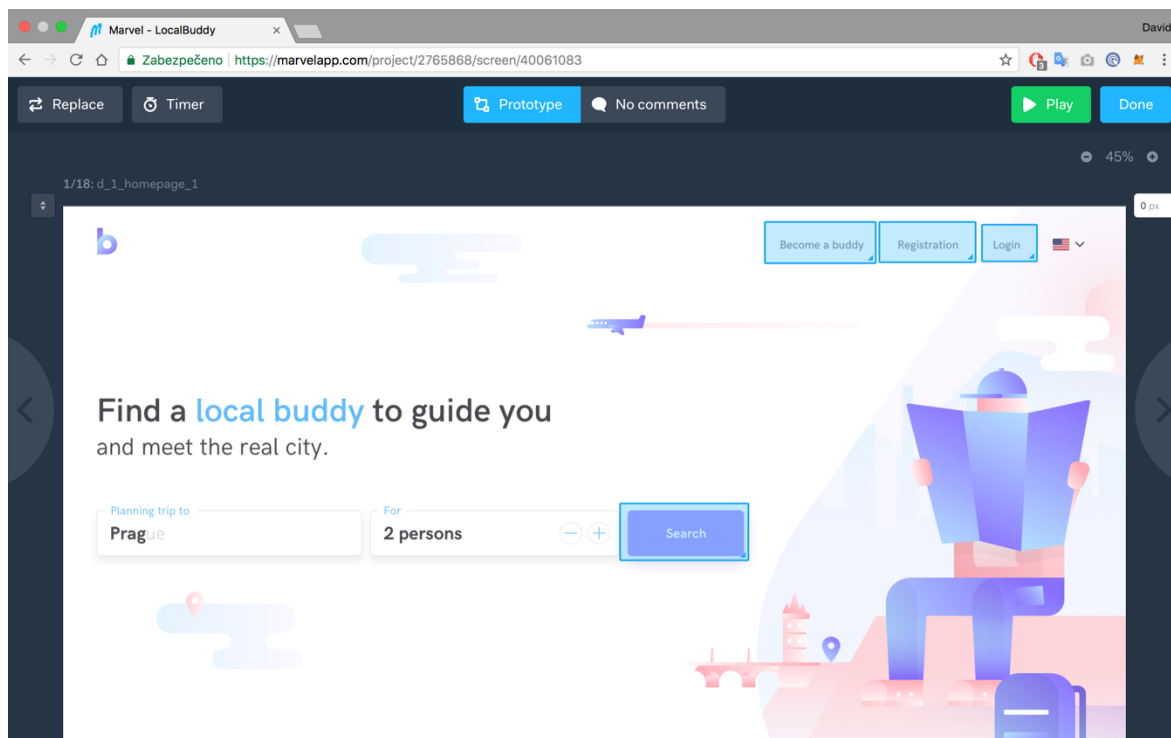 Marvel - LocalBuddy
David
Zabezpečeno https://marvelapp.com/project/2765868/screen/40061083
3
Replace Timer Prototype No comments Play Done
45%
1/18: d_1_homepage_1
0 px
b Become a buddy Registration Login
Find a local buddy to guide you
and meet the real city.
Planning trip to For
Prague 2 persons Search